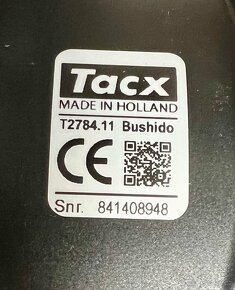 Tacx
MADE IN HOLLAND
T2784.11 Bushido
CE
Snr. 841408948